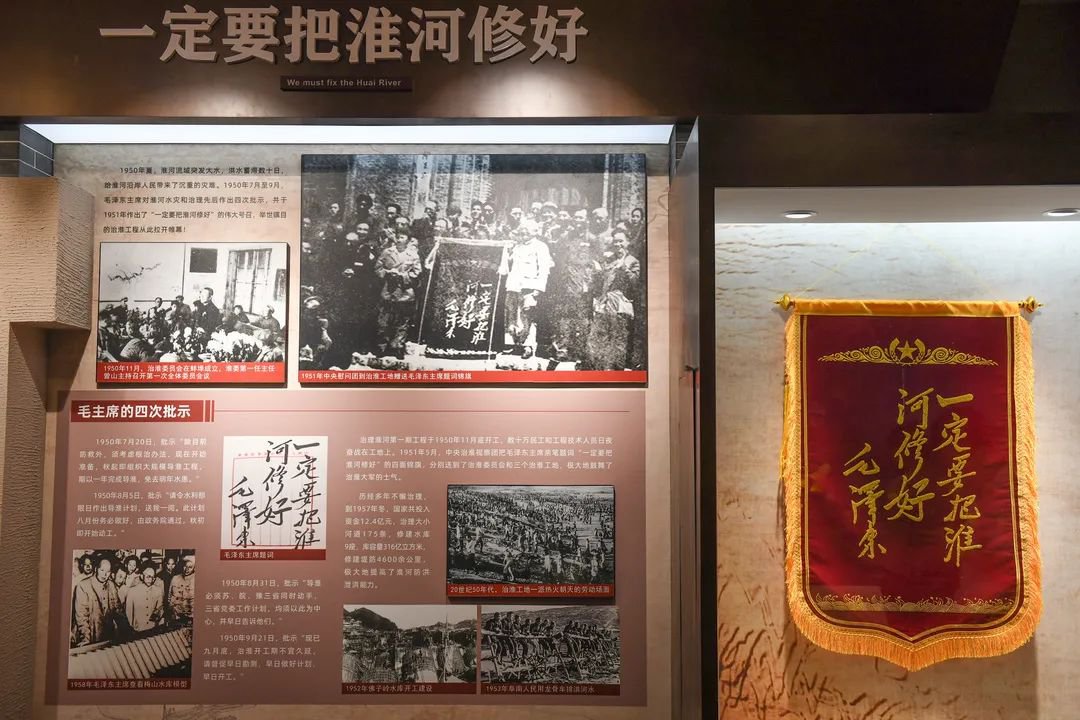 一定要把淮河修好
We must fix the Huai River
1950年夏，淮河流域突发大水，洪水蓄滞数十日，
给淮河沿岸人民带来了沉重的灾难。1950年7月至9月，
毛泽东主席对淮河水灾和治理先后作出四次批示，并于
1951年作出了“一定要把淮河修好”的伟大号召，举世瞩目
的治淮工程从此拉开帷幕！
1950年11月，治淮委员会在蚌埠成立，淮委第一任主任
曾山主持召开第一次全体委员会议
一定要把淮
河修好
毛泽东
1951年中央慰问团到治淮工地赠送毛泽东主席题词锦旗
毛主席的四次批示
1950年7月20日，批示“除目前
防救外，须考虑根治办法，现在开始
准备，秋起即组织大规模导淮工程，
期以一年完成导淮，免去明年水患。”
1950年8月5日，批示“请令水利部
限日作出导淮计划，送我一阅。此计划
八月份务必做好，由政务院通过，秋初
即开始动工。”
一定要把淮
河修好
毛泽东
毛泽东主席题词
1950年8月31日，批示“导淮
必须苏、皖、豫三省同时动手，
三省党委工作计划，均须以此为中
心，并早日告诉他们。”
1950年9月21日，批示“现已
九月底，治淮开工期不宜久延，
请督促早日勘测，早日做好计划，
早日开工。”
1958年毛泽东主席查看梅山水库模型
治理淮河第一期工程于1950年11月底开工，数十万民工和工程技术人员日夜
奋战在工地上。1951年5月，中央治淮视察团把毛泽东主席亲笔题词“一定要把
淮河修好”的四面锦旗，分别送到了治淮委员会和三个治淮工地，极大地鼓舞了
治淮大军的士气。
历经多年不懈治理，
到1957年冬，国家共投入
资金12.4亿元，治理大小
河道175条，修建水库
9座，库容量316亿立方米，
修建堤防4600余公里，
极大地提高了淮河防洪
泄洪能力。
20世纪50年代，治淮工地一派热火朝天的劳动场面
1952年佛子岭水库开工建设
1953年阜南人民用龙骨车排洪河水
一定要把淮
河修好
毛泽东